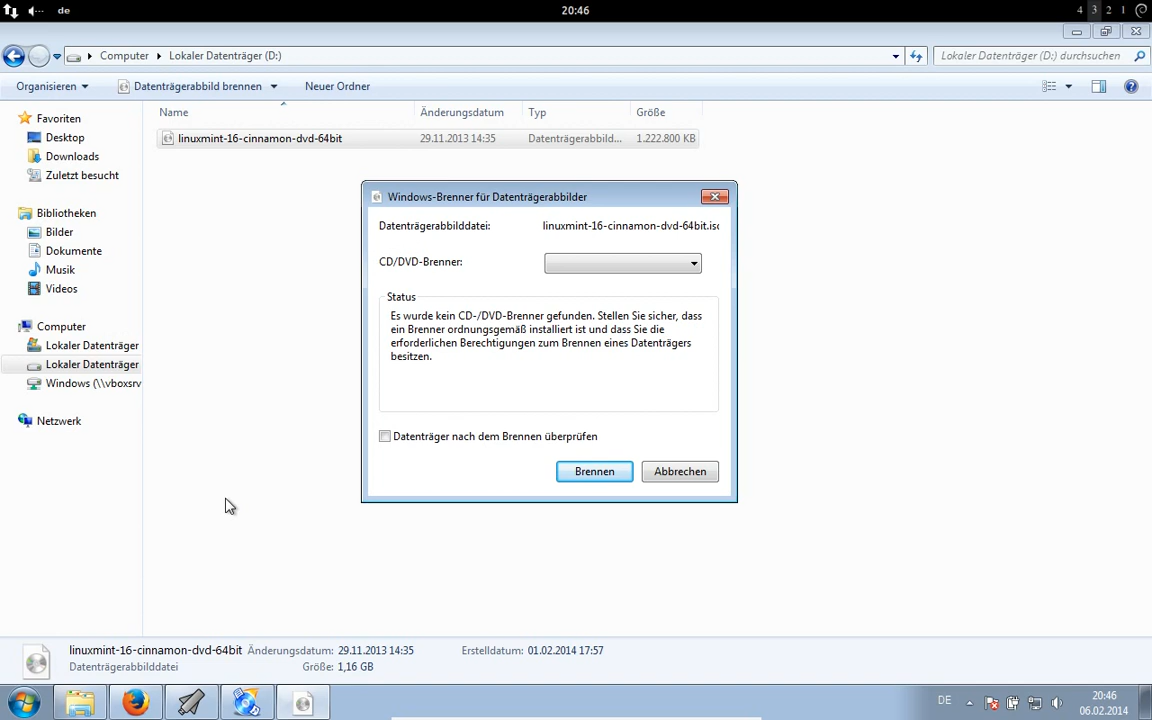 de
20:46
4 3 2 1
Computer
Lokaler Datenträger (D:)
Lokaler Datenträger (D:) durchsuchen
Organisieren
Datenträgerabbild brennen
Neuer Ordner
Name
Änderungsdatum
Typ
Größe
linuxmint-16-cinnamon-dvd-64bit
29.11.2013 14:35
Datenträgerabbild...
1.222.800 KB
Favoriten
Desktop
Downloads
Zuletzt besucht
Bibliotheken
Bilder
Dokumente
Musik
Videos
Computer
Lokaler Datenträger
Lokaler Datenträger
Windows (\\vboxsrv
Netzwerk
Windows-Brenner für Datenträgerabbilder
Datenträgerabbilddatei:
linuxmint-16-cinnamon-dvd-64bit.iso
CD/DVD-Brenner:
Status
Es wurde kein CD-/DVD-Brenner gefunden. Stellen Sie sicher, dass
ein Brenner ordnungsgemäß installiert ist und dass Sie die
erforderlichen Berechtigungen zum Brennen eines Datenträgers
besitzen.
Datenträger nach dem Brennen überprüfen
Brennen
Abbrechen
linuxmint-16-cinnamon-dvd-64bit
Änderungsdatum: 29.11.2013 14:35
Erstelldatum: 01.02.2014 17:57
Datenträgerabbilddatei
Größe: 1,16 GB
DE
20:46
06.02.2014